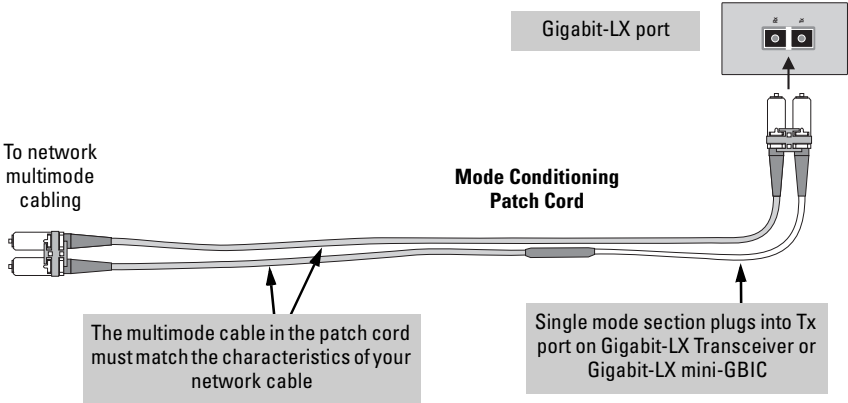 Gigabit-LX port
To network
multimode
cabling
Mode Conditioning
Patch Cord
The multimode cable in the patch cord
must match the characteristics of your
network cable
Single mode section plugs into Tx
port on Gigabit-LX Transceiver or
Gigabit-LX mini-GBIC